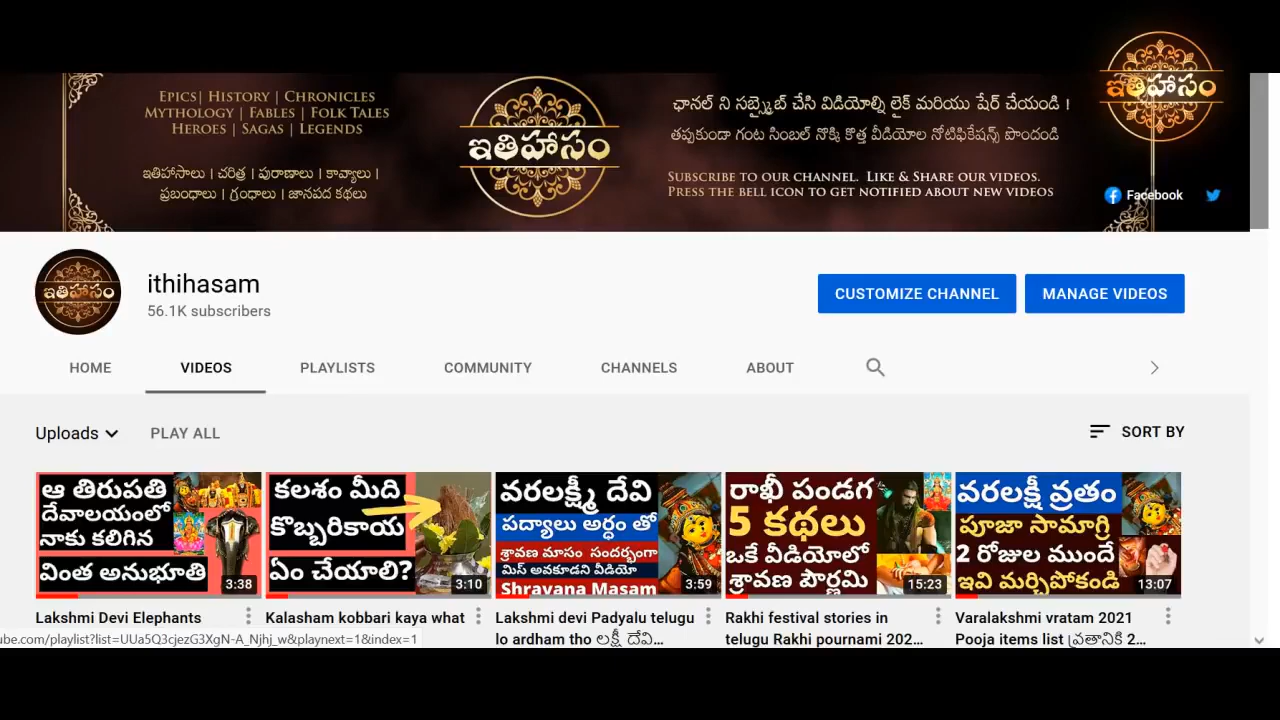 EPICS| HISTORY | CHRONICLES
MYTHOLOGY | FABLES | FOLK TALES
HEROES | SAGAS | LEGENDS
ఇతిహాసాలు | చరిత్ర | పురాణాలు | కావ్యాలు |
ప్రబంధాలు | గ్రంధాలు | జానపద కథలు
ఇతిహాసం
ఛానల్ ని సబ్స్క్రైబ్ చేసి విడియోల్ని లైక్ మరియు షేర్ చేయండి !
తప్పకుండా గంట సింబల్ నొక్కి కొత్త వీడియోల నోటిఫికేషన్స్ పొందండి
SUBSCRIBE TO OUR CHANNEL. LIKE & SHARE OUR VIDEOS.
PRESS THE BELL ICON TO GET NOTIFIED ABOUT NEW VIDEOS
ఇతిహాసం
Facebook
ఇతిహాసం
ithihasam
56.1K subscribers
CUSTOMIZE CHANNEL
MANAGE VIDEOS
HOME VIDEOS PLAYLISTS COMMUNITY CHANNELS ABOUT
Uploads PLAY ALL
SORT BY
ఆ తిరుపతి
దేవాలయంలో
నాకు కలిగిన
వింత అనుభూతి
3:38
Lakshmi Devi Elephants
కలశం మీది
కొబ్బరికాయ
ఏం చేయాలి?
3:10
Kalasham kobbari kaya what
వరలక్ష్మీ దేవి
పద్యాలు అర్ధం తో
శ్రావణ మాసం సందర్భంగా
మిస్ అవకూడని వీడియో
Shravana Masam
3:59
Lakshmi devi Padyalu telugu
lo ardham tho లక్ష్మీ దేవి...
రాఖీ పండగ
5 కథలు
ఒకే వీడియోలో
శ్రావణ పౌర్ణమి
15:23
Rakhi festival stories in
telugu Rakhi pournami 202...
వరలక్ష్మీ వ్రతం
పూజా సామాగ్రి
2 రోజుల ముందే
ఇవి మర్చిపోకండి
13:07
Varalakshmi vratam 2021
Pooja items list వ్రతానికి 2...
ube.com/playlist?list=UUa5Q3cjezG3XgN-A_Njhj_w&playnext=1&index=1